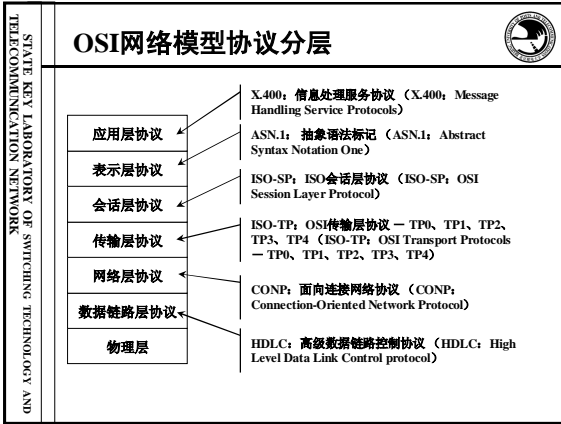 OSI网络模型协议分层
STATE KEY LABORATORY OF SWITCHING TECHNOLOGY AND
TELECOMMUNICATION NETWORK
应用层协议
表示层协议
会话层协议
传输层协议
网络层协议
数据链路层协议
物理层
X.400：信息处理服务协议（X.400：Message
Handling Service Protocols）
ASN.1：抽象语法标记（ASN.1：Abstract
Syntax Notation One）
ISO-SP：ISO会话层协议（ISO-SP：OSI
Session Layer Protocol）
ISO-TP：OSI传输层协议 － TP0、TP1、TP2、
TP3、TP4（ISO-TP：OSI Transport Protocols
－ TP0、TP1、TP2、TP3、TP4）
CONP：面向连接网络协议（CONP：
Connection-Oriented Network Protocol）
HDLC：高级数据链路控制协议（HDLC：High
Level Data Link Control protocol）